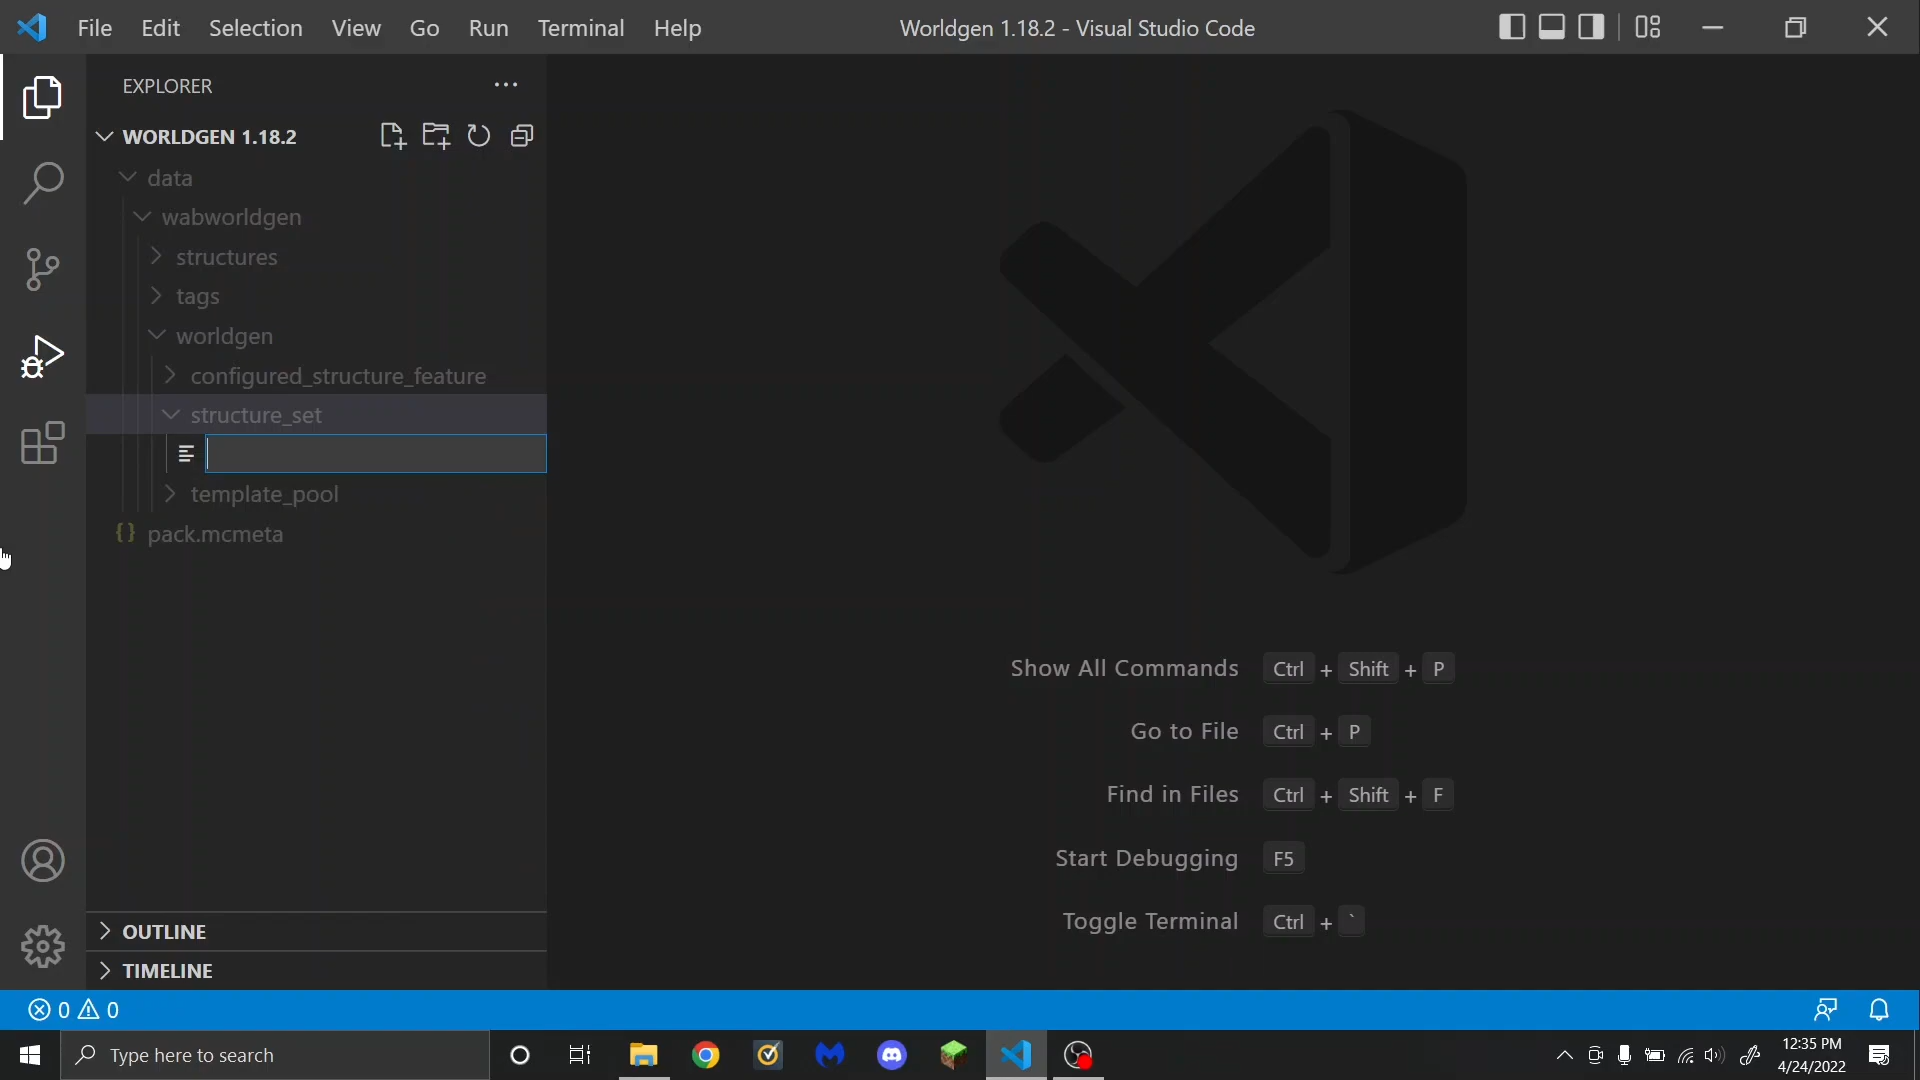 File Edit Selection View Go Run Terminal Help
Worldgen 1.18.2 - Visual Studio Code
EXPLORER
WORLDGEN 1.18.2
data
wabworldgen
structures
tags
worldgen
configured_structure_feature
structure_set
template_pool
{} pack.mcmeta
Show All Commands Ctrl + Shift + P
Go to File Ctrl + P
Find in Files Ctrl + Shift + F
Start Debugging F5
Toggle Terminal Ctrl + `
OUTLINE
TIMELINE
0 0
Type here to search
12:35 PM
4/24/2022